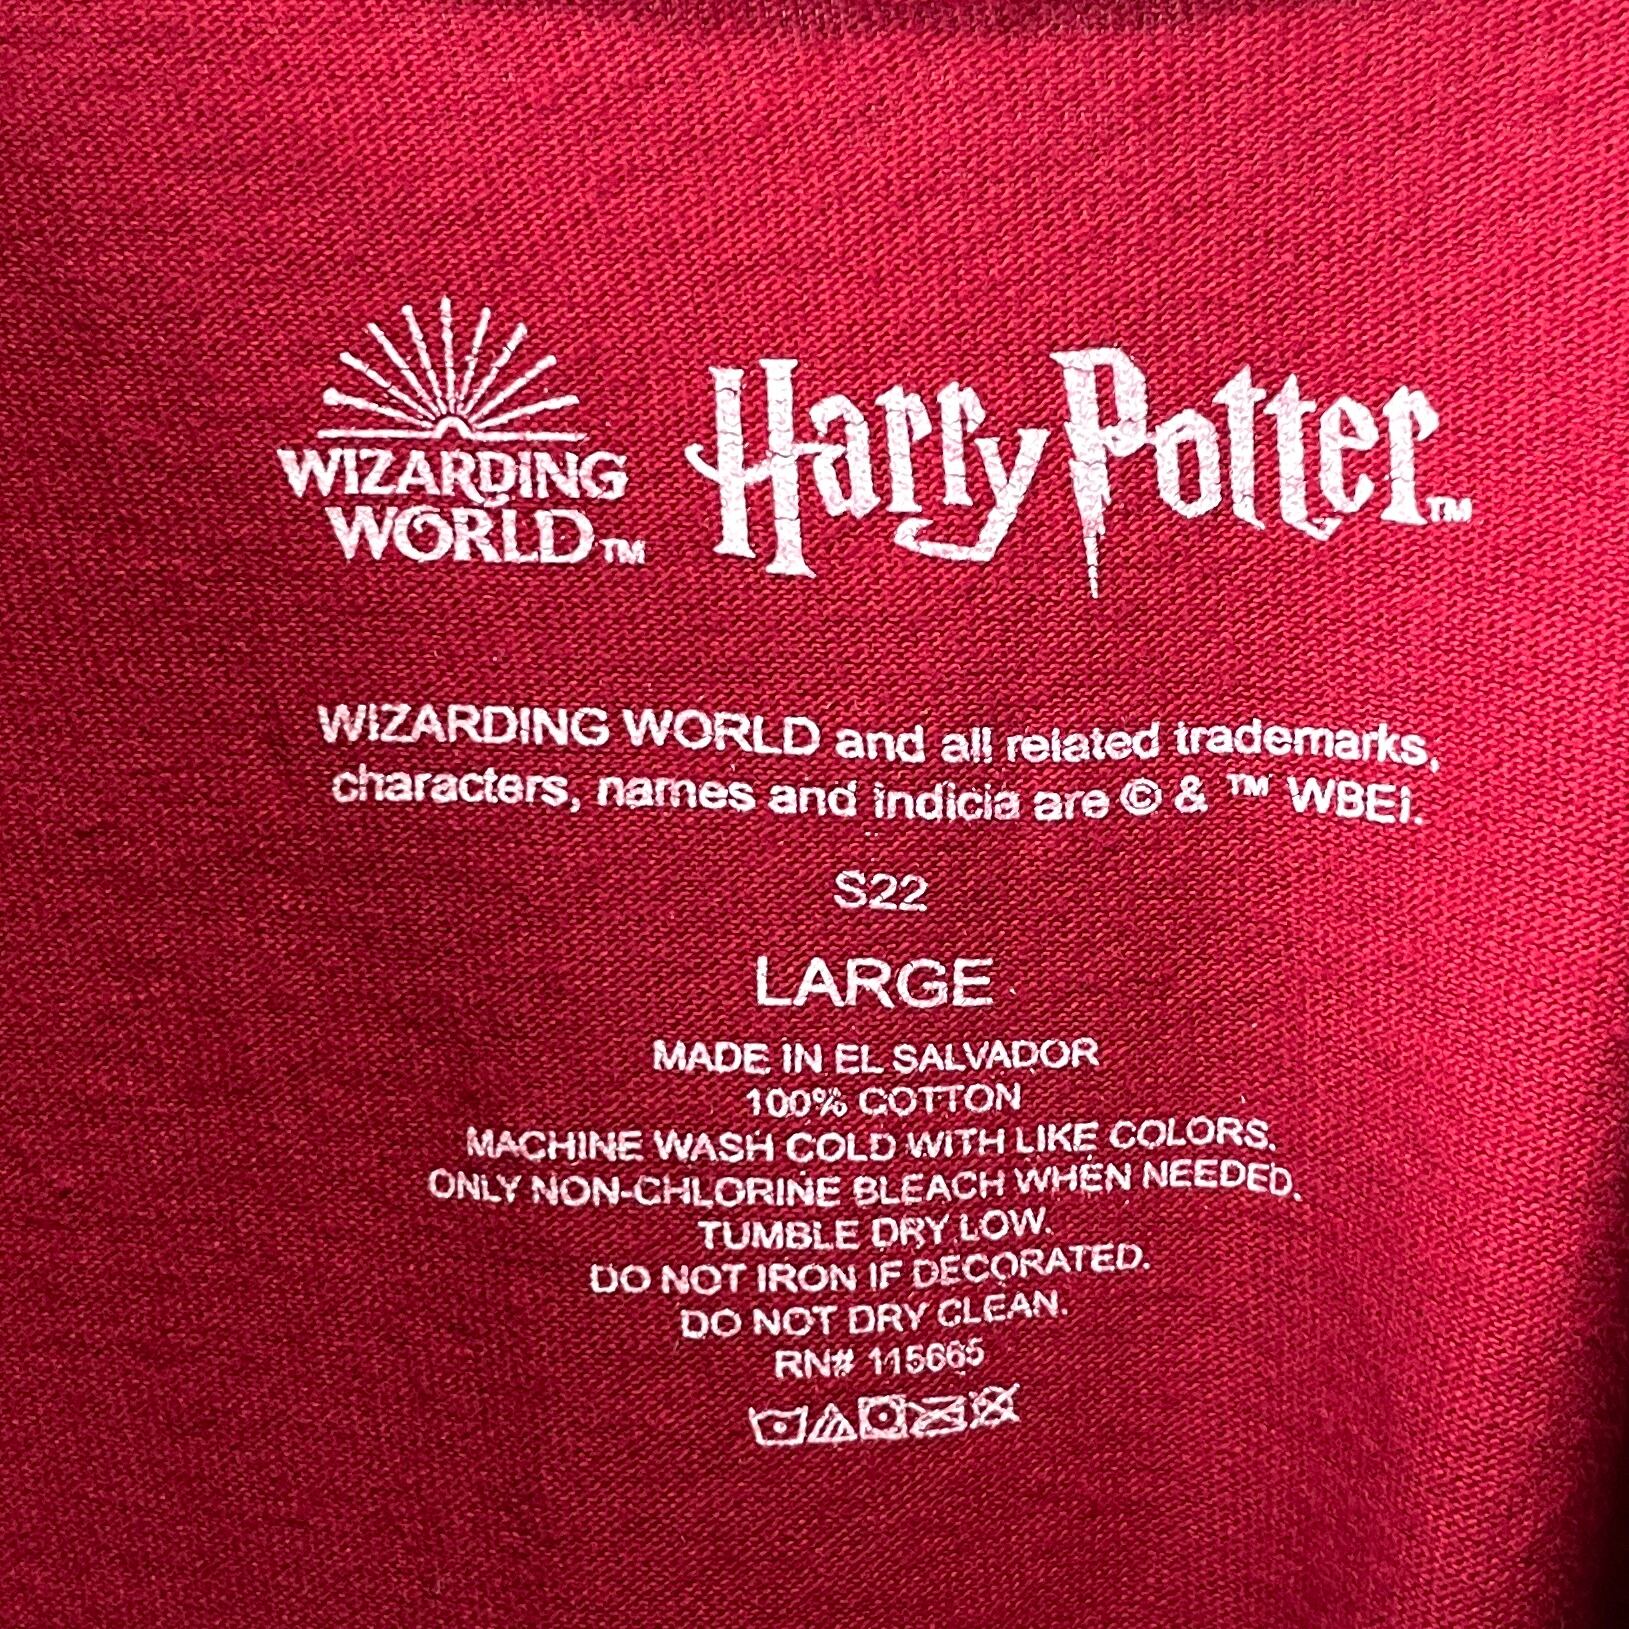 WIZARDING
WORLD™
Harry Potter™
WIZARDING WORLD and all related trademarks,
characters, names and indicia are © & ™ WBEI.
S22
LARGE
MADE IN EL SALVADOR
100% COTTON
MACHINE WASH COLD WITH LIKE COLORS.
ONLY NON-CHLORINE BLEACH WHEN NEEDED.
TUMBLE DRY LOW.
DO NOT IRON IF DECORATED.
DO NOT DRY CLEAN.
RN# 115665